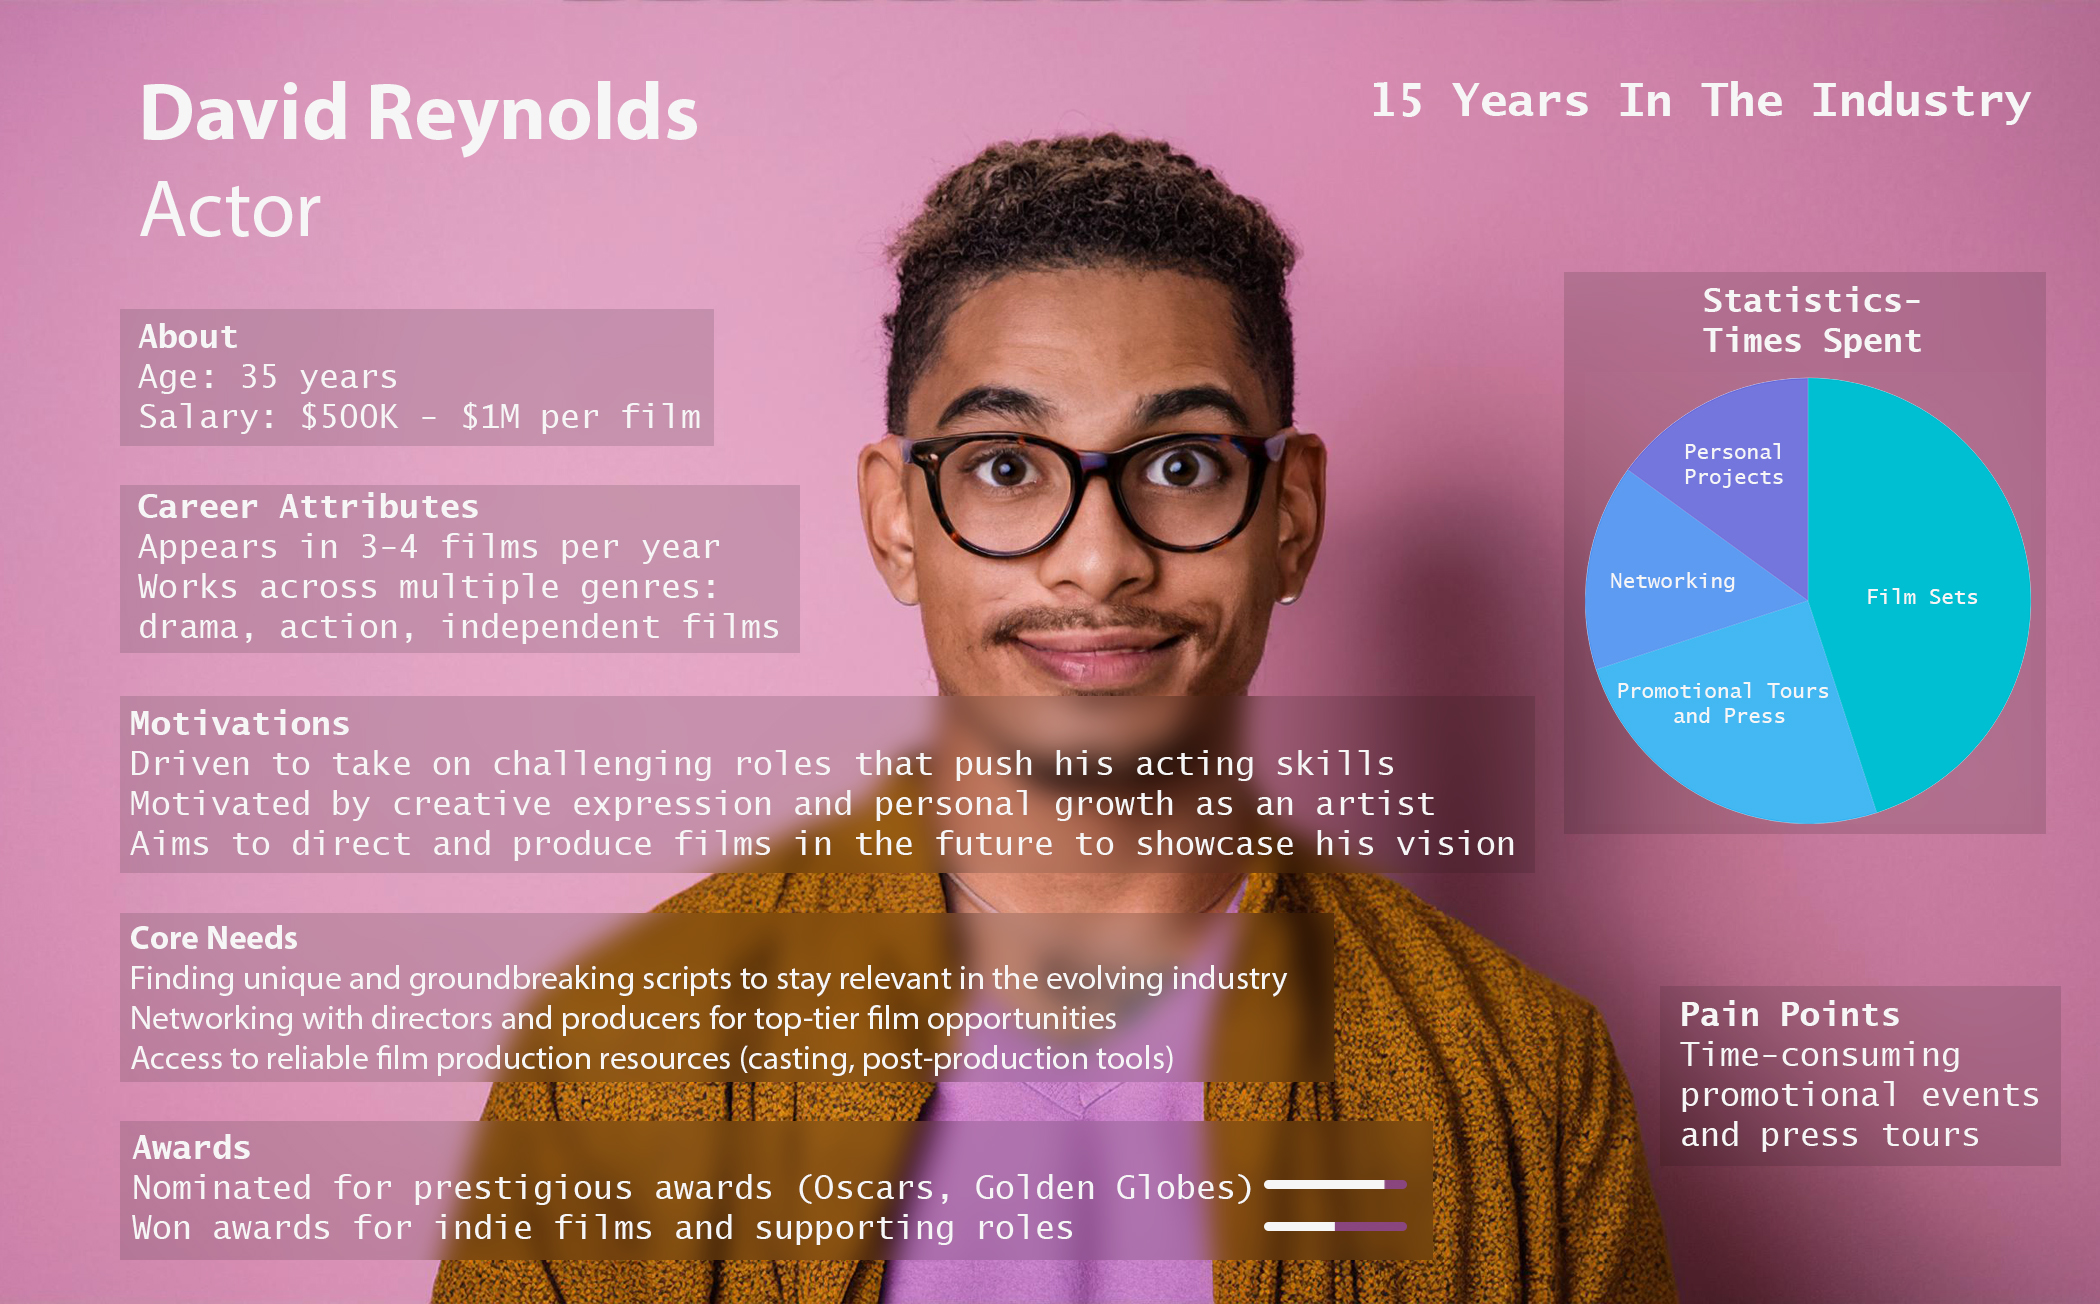 David Reynolds
Actor
15 Years In The Industry
About
Age: 35 years
Salary: $500K - $1M per film
Career Attributes
Appears in 3-4 films per year
Works across multiple genres:
drama, action, independent films
Motivations
Driven to take on challenging roles that push his acting skills
Motivated by creative expression and personal growth as an artist
Aims to direct and produce films in the future to showcase his vision
Core Needs
Finding unique and groundbreaking scripts to stay relevant in the evolving industry
Networking with directors and producers for top-tier film opportunities
Access to reliable film production resources (casting, post-production tools)
Awards
Nominated for prestigious awards (Oscars, Golden Globes)
Won awards for indie films and supporting roles
Statistics-
Times Spent
Personal
Projects
Networking
Film Sets
Promotional Tours
and Press
Pain Points
Time-consuming
promotional events
and press tours